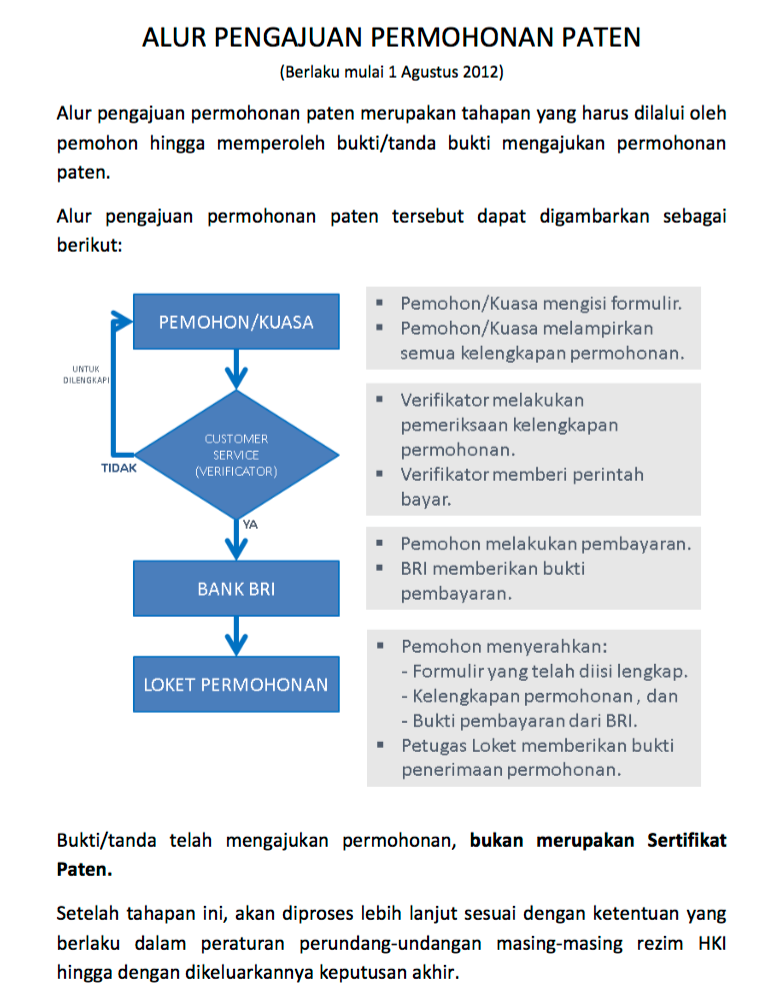 ALUR PENGAJUAN PERMOHONAN PATEN
(Berlaku mulai 1 Agustus 2012)
Alur pengajuan permohonan paten merupakan tahapan yang harus dilalui oleh
pemohon hingga memperoleh bukti/tanda bukti mengajukan permohonan
paten.
Alur pengajuan permohonan paten tersebut dapat digambarkan sebagai
berikut:
PEMOHON/KUASA
▪ Pemohon/Kuasa mengisi formulir.
▪ Pemohon/Kuasa melampirkan
semua kelengkapan permohonan.
UNTUK
DILENGKAPI
CUSTOMER
SERVICE
(VERIFICATOR)
TIDAK
YA
▪ Verifikator melakukan
pemeriksaan kelengkapan
permohonan.
▪ Verifikator memberi perintah
bayar.
BANK BRI
▪ Pemohon melakukan pembayaran.
▪ BRI memberikan bukti
pembayaran.
LOKET PERMOHONAN
▪ Pemohon menyerahkan:
- Formulir yang telah diisi lengkap.
- Kelengkapan permohonan , dan
- Bukti pembayaran dari BRI.
▪ Petugas Loket memberikan bukti
penerimaan permohonan.
Bukti/tanda telah mengajukan permohonan, bukan merupakan Sertifikat
Paten.
Setelah tahapan ini, akan diproses lebih lanjut sesuai dengan ketentuan yang
berlaku dalam peraturan perundang-undangan masing-masing rezim HKI
hingga dengan dikeluarkannya keputusan akhir.